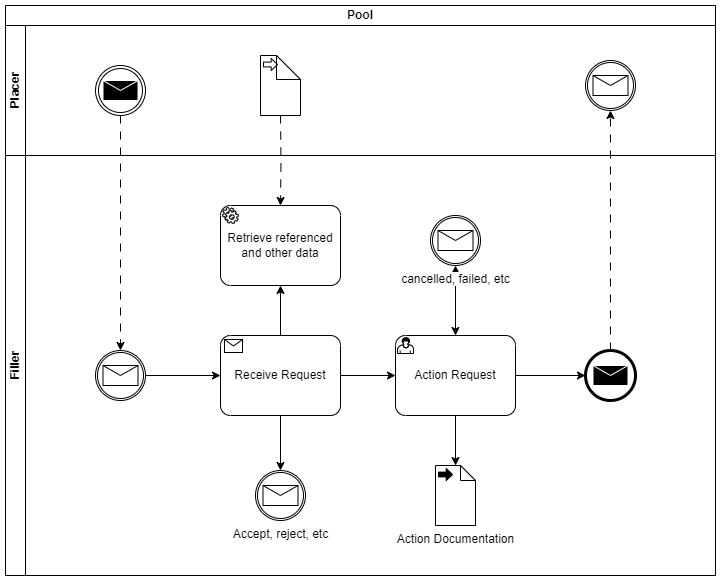 Pool
Placer
Filler
Retrieve referenced
and other data
cancelled, failed, etc
Receive Request
Action Request
Accept, reject, etc
Action Documentation